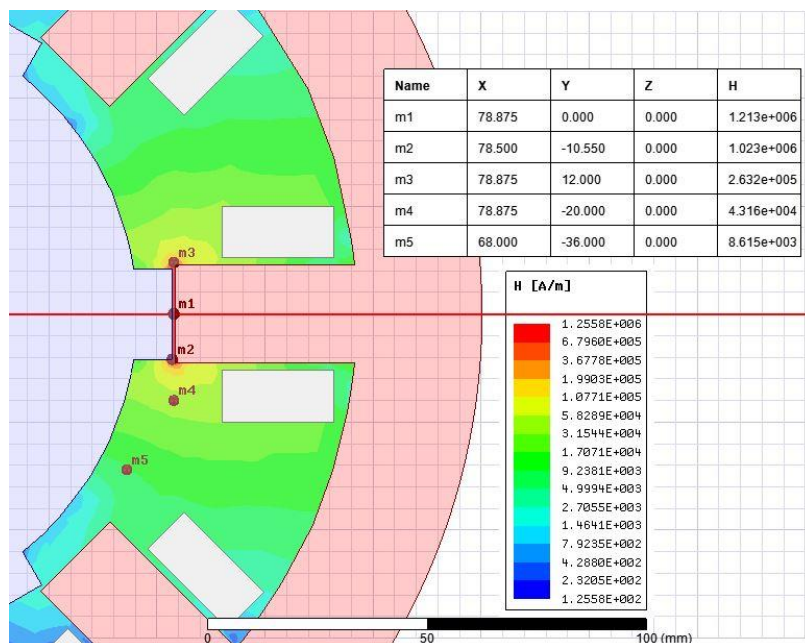 Name X Y Z H
m1 78.875 0.000 0.000 1.213e+006
m2 78.500 -10.550 0.000 1.023e+006
m3 78.875 12.000 0.000 2.632e+005
m4 78.875 -20.000 0.000 4.316e+004
m5 68.000 -36.000 0.000 8.615e+003
m3
m1
m2
m4
m5
H [A/m]
1.2558E+006
6.7960E+005
3.6778E+005
1.9903E+005
1.0771E+005
5.8289E+004
3.1544E+004
1.7071E+004
9.2381E+003
4.9994E+003
2.7055E+003
1.4641E+003
7.9235E+002
4.2880E+002
2.3205E+002
1.2558E+002
0 50 100 (mm)